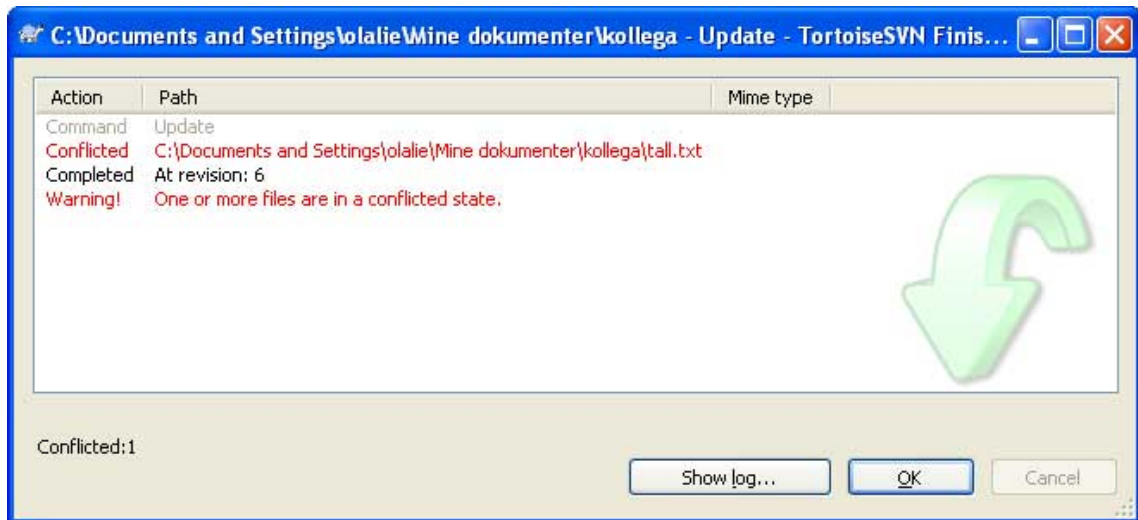 C:\Documents and Settings\olalie\Mine dokumenter\kollega - Update - TortoiseSVN Finis...
Action Path Mime type
Command Update
Conflicted C:\Documents and Settings\olalie\Mine dokumenter\kollega\tall.txt
Completed At revision: 6
Warning! One or more files are in a conflicted state.
Conflicted:1
Show log... OK Cancel